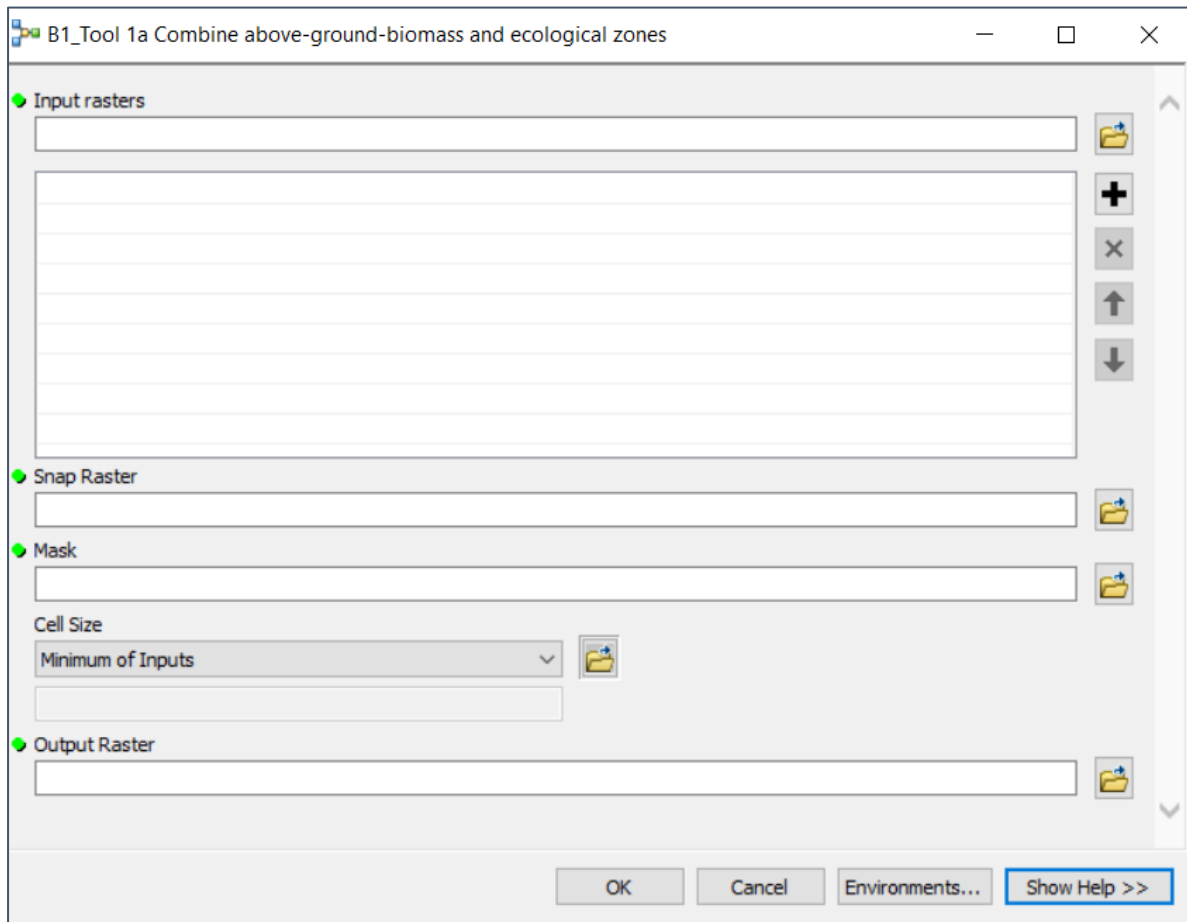 B1_Tool 1a Combine above-ground-biomass and ecological zones
Input rasters
Snap Raster
Mask
Cell Size
Minimum of Inputs
Output Raster
OK Cancel Environments... Show Help >>